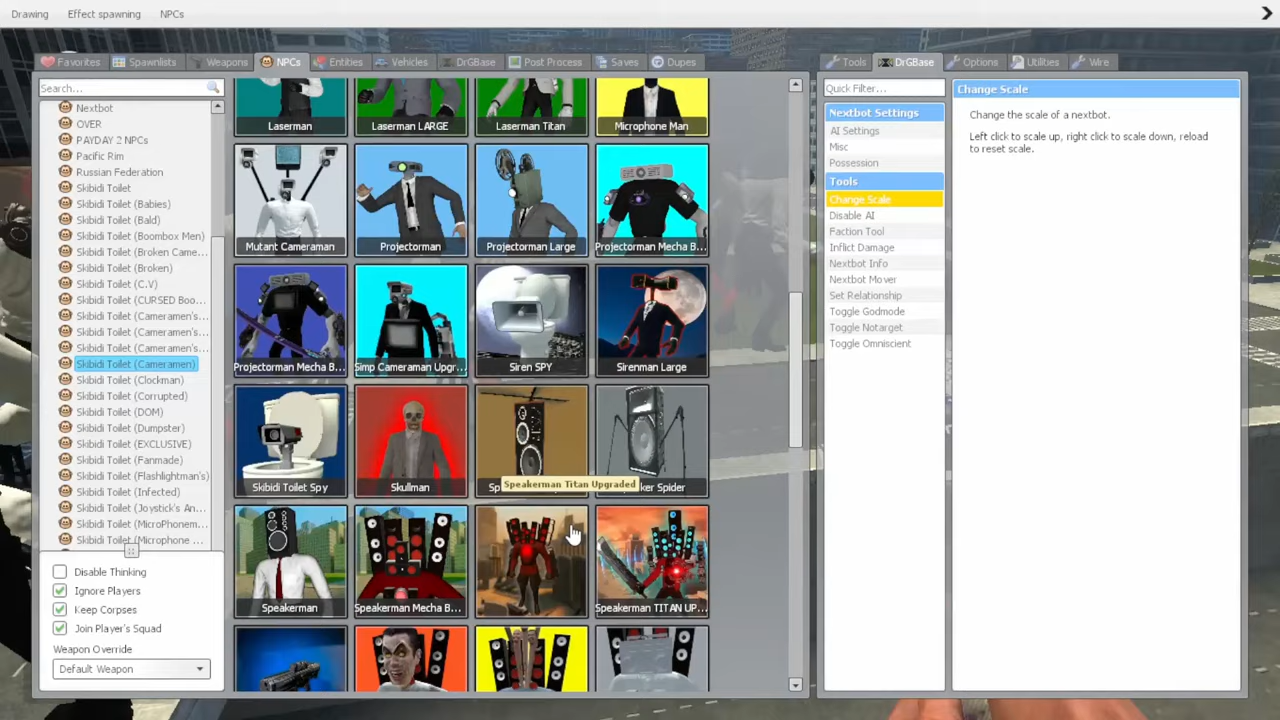 Drawing Effect spawning NPCs
Favorites Spawnlists Weapons NPCs Entities Vehicles DrGBase Post Process Saves Dupes
Search...
Nextbot
OVER
PAYDAY 2 NPCs
Pacific Rim
Russian Federation
Skibidi Toilet
Skibidi Toilet (Babies)
Skibidi Toilet (Bald)
Skibidi Toilet (Boombox Men)
Skibidi Toilet (Broken Came...
Skibidi Toilet (Broken)
Skibidi Toilet (C.V)
Skibidi Toilet (CURSED Boo...
Skibidi Toilet (Cameramen's...
Skibidi Toilet (Cameramen's...
Skibidi Toilet (Cameramen's...
Skibidi Toilet (Cameramen)
Skibidi Toilet (Clockman)
Skibidi Toilet (Corrupted)
Skibidi Toilet (DOM)
Skibidi Toilet (Dumpster)
Skibidi Toilet (EXCLUSIVE)
Skibidi Toilet (Fanmade)
Skibidi Toilet (Flashlightman's)
Skibidi Toilet (Infected)
Skibidi Toilet (Joystick's An...
Skibidi Toilet (MicroPhonem...
Skibidi Toilet (Microphone ...
Disable Thinking
Ignore Players
Keep Corpses
Join Player's Squad
Weapon Override
Default Weapon
Laserman Laserman LARGE Laserman Titan Microphone Man
Mutant Cameraman Projectorman Projectorman Large Projectorman Mecha B...
Projectorman Mecha B... Simp Cameraman Upgr... Siren SPY Sirenman Large
Skibidi Toilet Spy Skullman Spider
Speakerman Titan Upgraded
Speakerman Speakerman Mecha B... Speakerman TITAN UP...
Tools DrGBase Options Utilities Wire
Quick Filter...
Nextbot Settings
AI Settings
Misc
Possession
Tools
Change Scale
Disable AI
Faction Tool
Inflict Damage
Nextbot Info
Nextbot Mover
Set Relationship
Toggle Godmode
Toggle Notarget
Toggle Omniscient
Change Scale
Change the scale of a nextbot.
Left click to scale up, right click to scale down, reload
to reset scale.